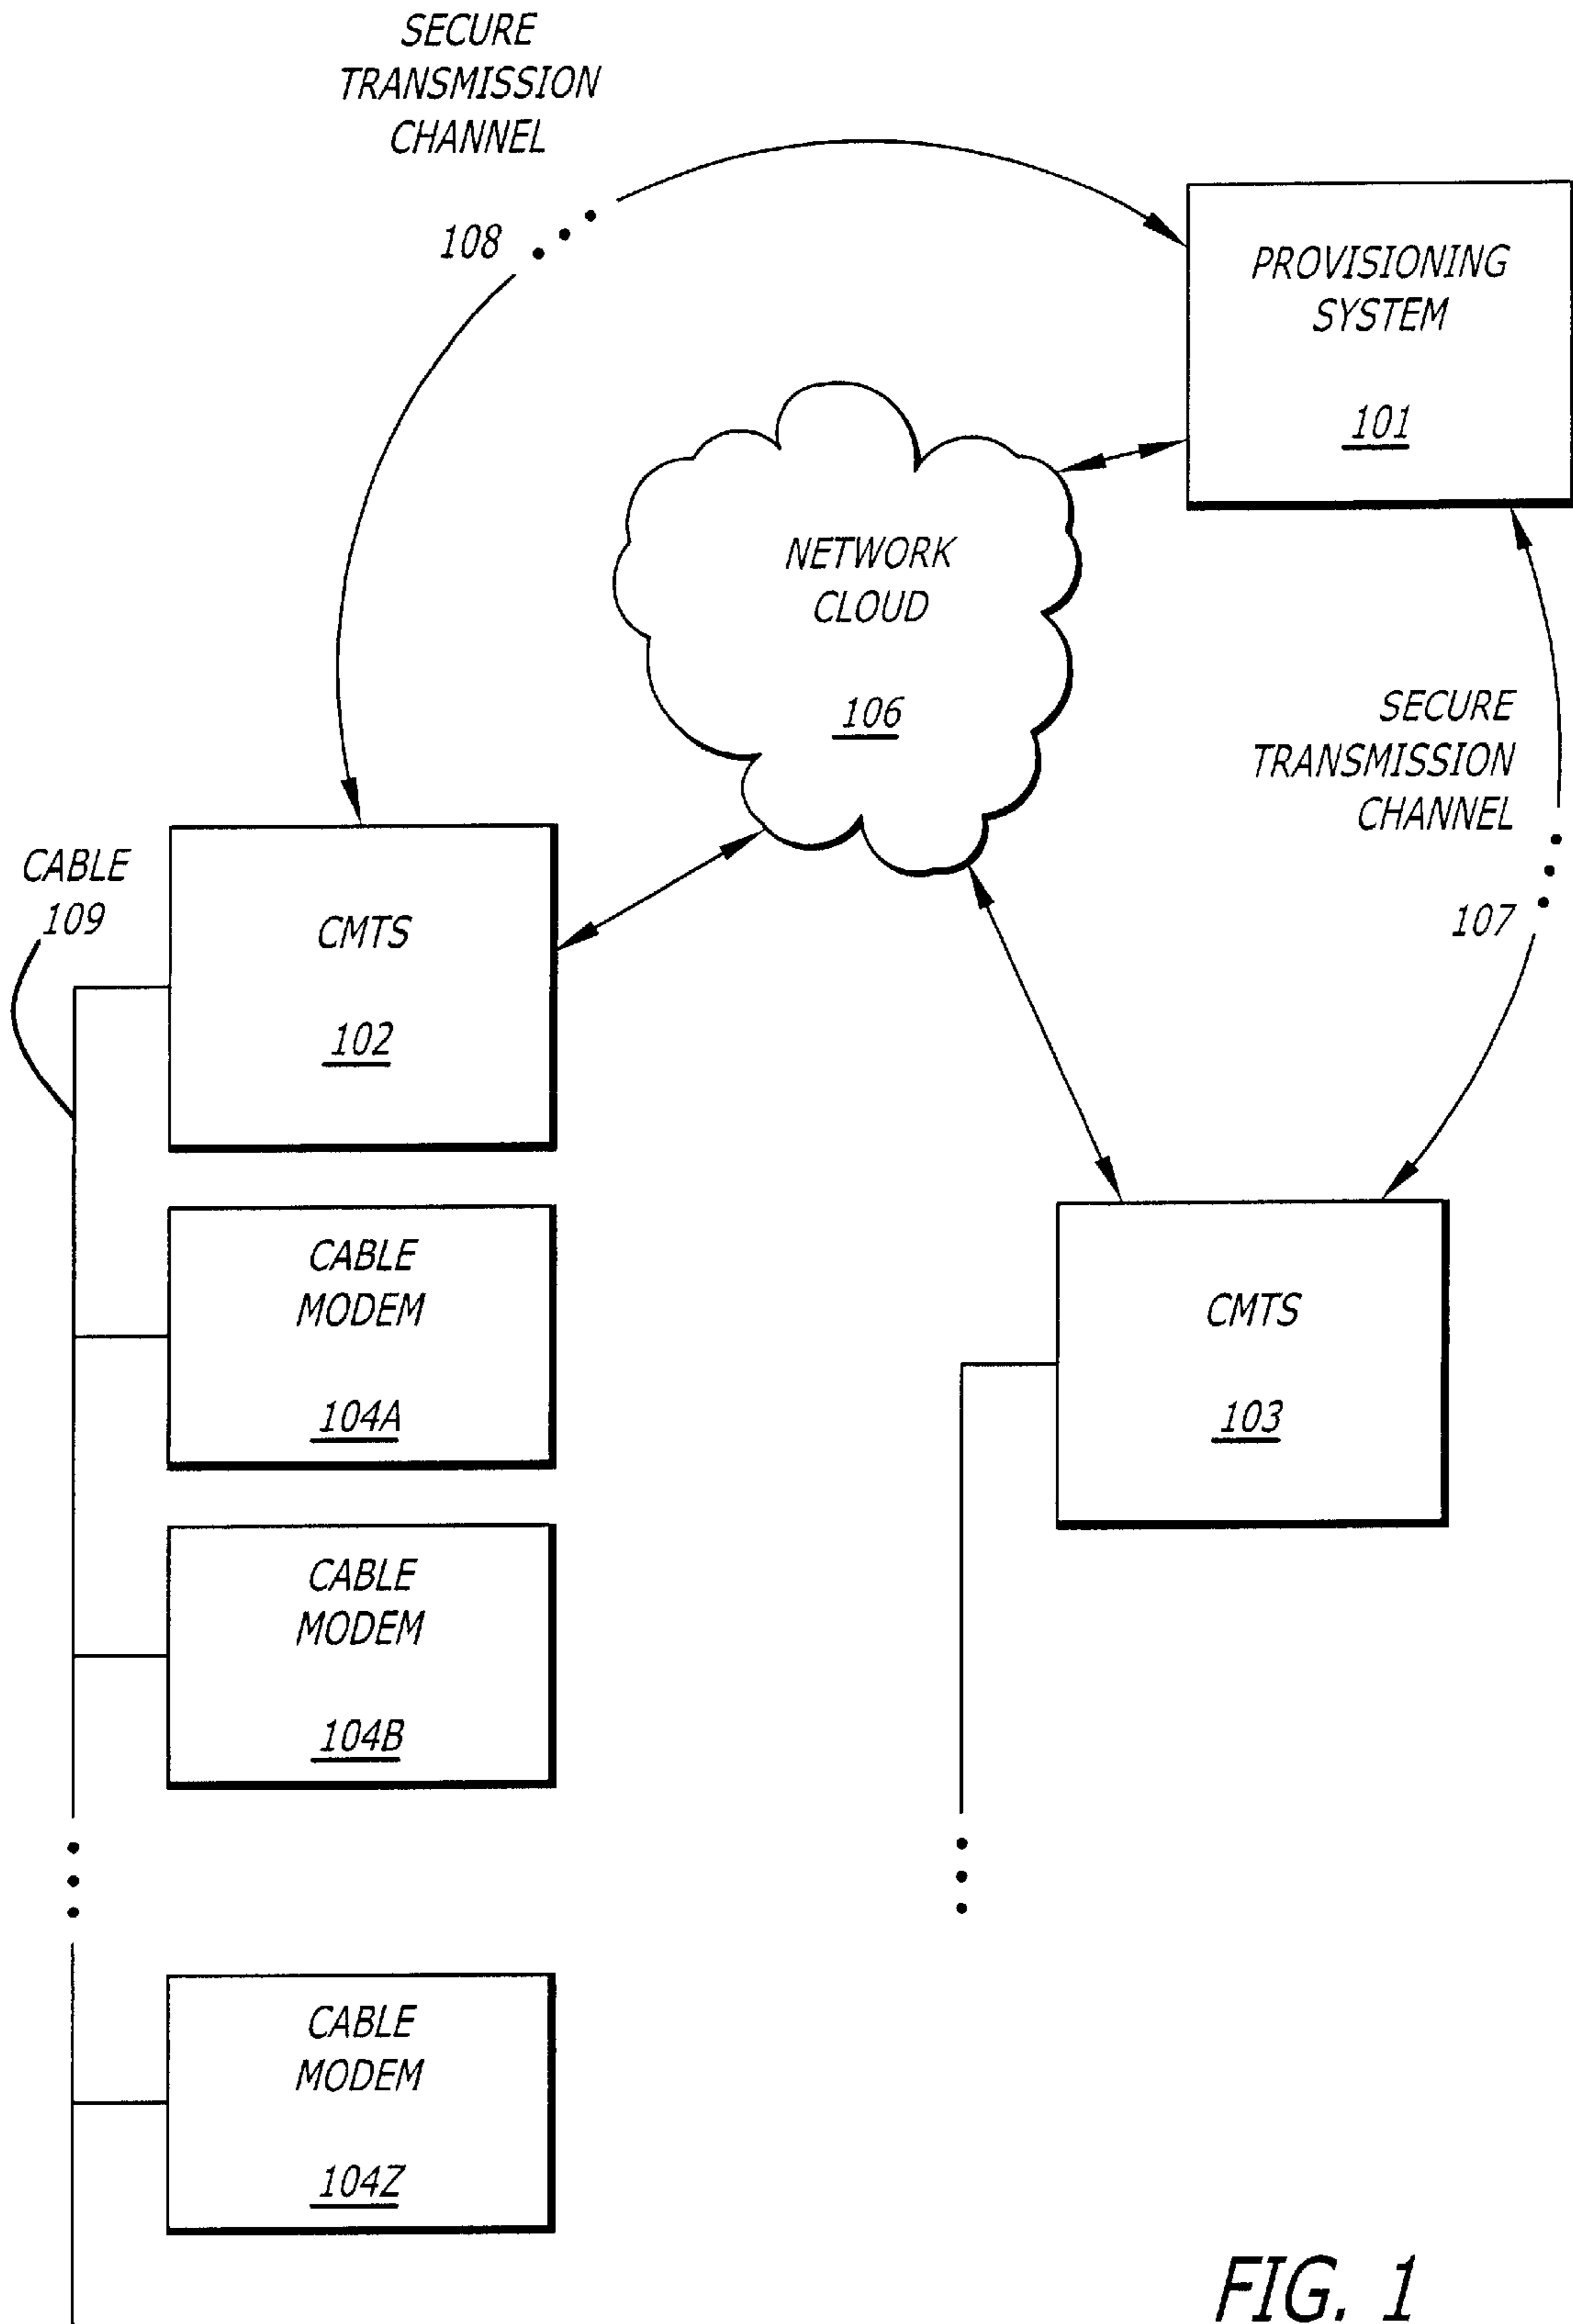 SECURE
TRANSMISSION
CHANNEL
108
PROVISIONING
SYSTEM
101
NETWORK
CLOUD
106
SECURE
TRANSMISSION
CHANNEL
107
CABLE
109
CMTS
102
CABLE
MODEM
104A
CMTS
103
CABLE
MODEM
104B
CABLE
MODEM
104Z
FIG. 1